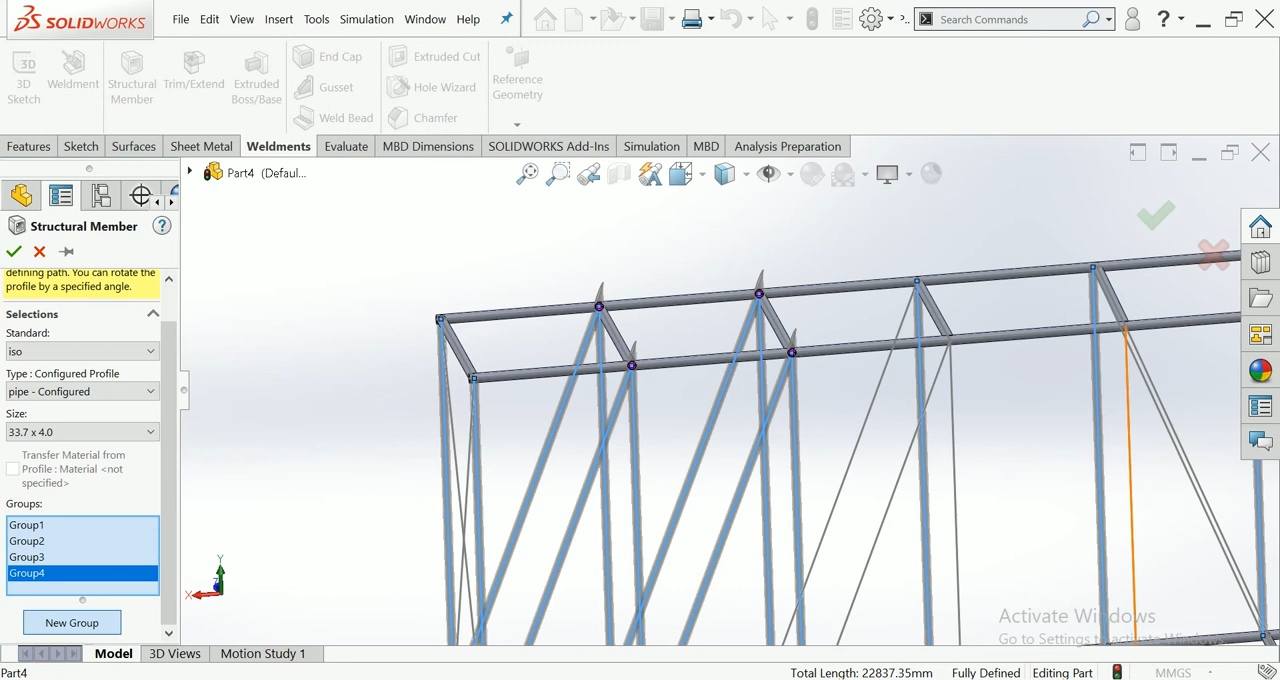 SOLIDWORKS File Edit View Insert Tools Simulation Window Help Search Commands ?
3D Sketch
Weldment
Structural Member
Trim/Extend
Extruded Boss/Base
End Cap
Gusset
Weld Bead
Extruded Cut
Hole Wizard
Chamfer
Reference Geometry
Features Sketch Surfaces Sheet Metal Weldments Evaluate MBD Dimensions SOLIDWORKS Add-Ins Simulation MBD Analysis Preparation
Part4 (Defaul...
Structural Member
defining path. You can rotate the
profile by a specified angle.
Selections
Standard:
iso
Type : Configured Profile
pipe - Configured
Size:
33.7 x 4.0
Transfer Material from
Profile : Material <not
specified>
Groups:
Group1
Group2
Group3
Group4
New Group
Y
X
Z
Activate Windows
Go to Settings to activate Windows.
Model 3D Views Motion Study 1
Part4 Total Length: 22837.35mm Fully Defined Editing Part MMGS